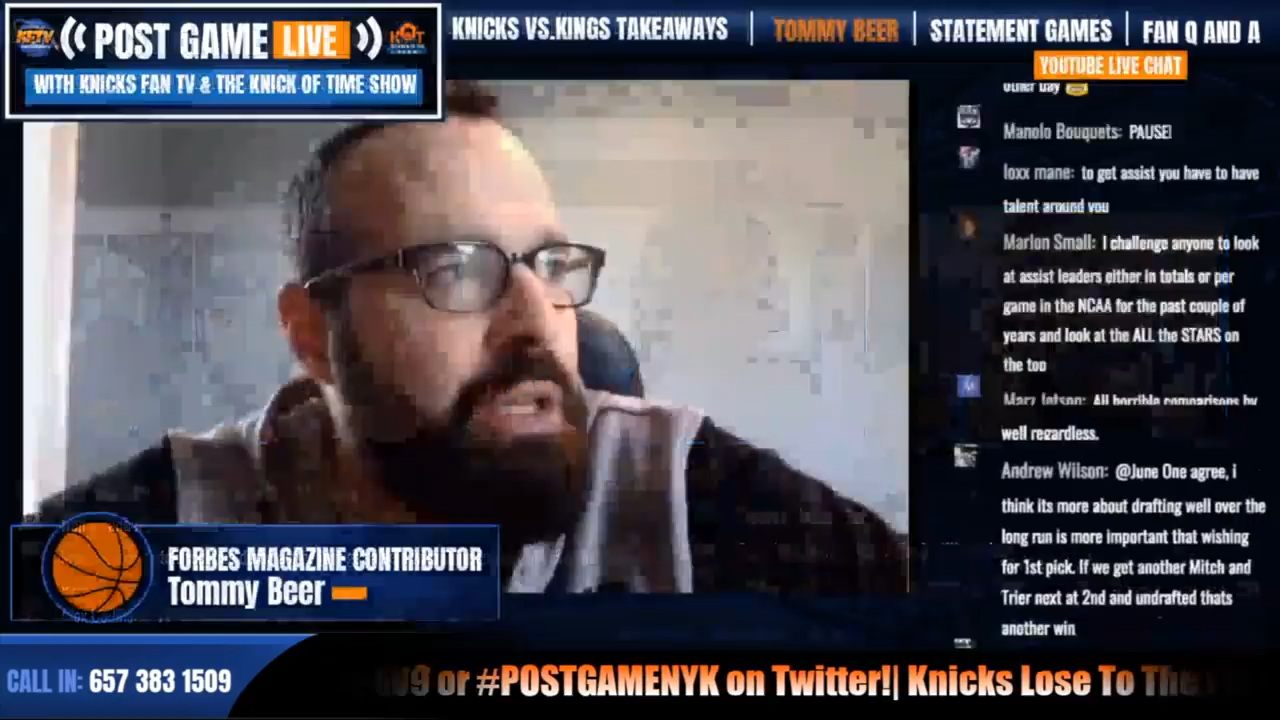 KFTV POST GAME LIVE KOT
WITH KNICKS FAN TV & THE KNICK OF TIME SHOW
KNICKS VS.KINGS TAKEAWAYS | TOMMY BEER | STATEMENT GAMES | FAN Q AND A
YOUTUBE LIVE CHAT
other day
Manolo Bouquets: PAUSE!
loxx mane: to get assist you have to have
talent around you
Marlon Small: I challenge anyone to look
at assist leaders either in totals or per
game in the NCAA for the past couple of
years and look at the ALL the STARS on
the top
All horrible comparisons by
well regardless.
Andrew Wilson: @June One agree, i
think its more about drafting well over the
long run is more important that wishing
for 1st pick. If we get another Mitch and
Trier next at 2nd and undrafted thats
another win
FORBES MAGAZINE CONTRIBUTOR
Tommy Beer
CALL IN: 657 383 1509
or #POSTGAMENYK on Twitter!| Knicks Lose To The